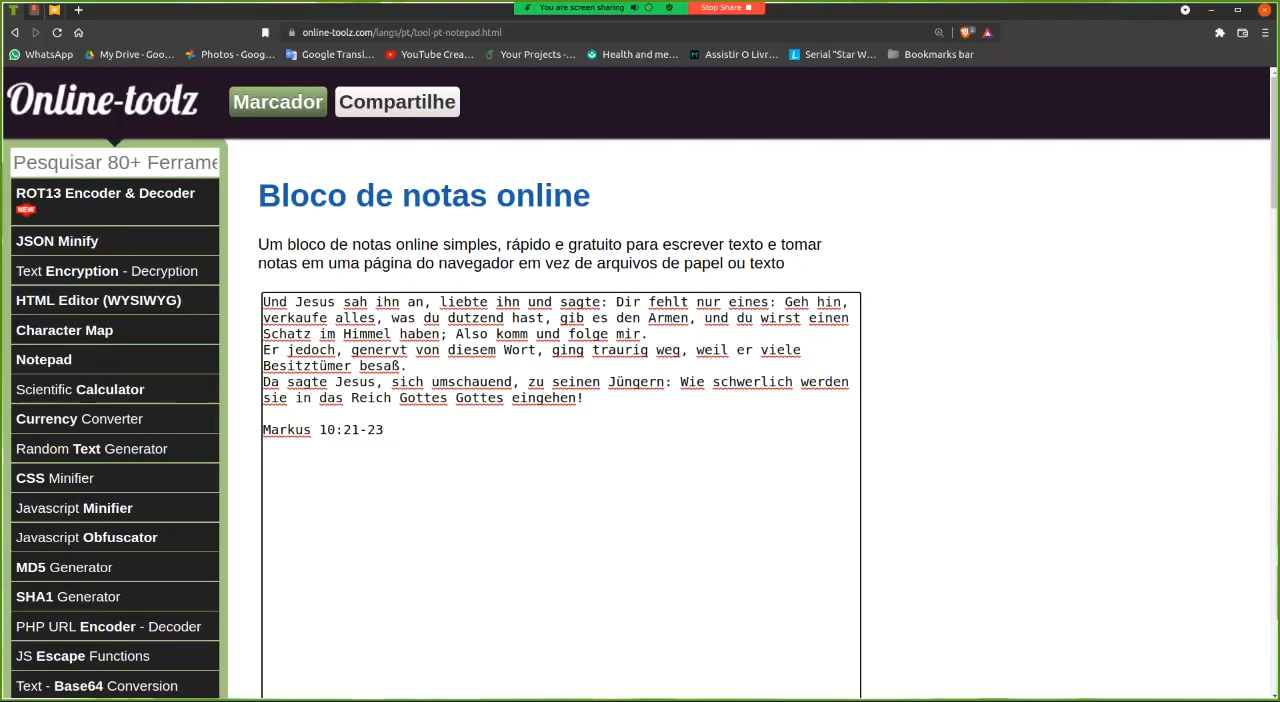 You are screen sharing
Stop Share
online-toolz.com/langs/pt/tool-pt-notepad.html
WhatsApp
My Drive - Goo...
Photos - Goog...
Google Transl...
YouTube Crea...
Your Projects -...
Health and me...
Assistir O Livr...
Serial "Star W...
Bookmarks bar
Online-toolz
Marcador
Compartilhe
Pesquisar 80+ Ferrame
ROT13 Encoder & Decoder
NEW
JSON Minify
Text Encryption - Decryption
HTML Editor (WYSIWYG)
Character Map
Notepad
Scientific Calculator
Currency Converter
Random Text Generator
CSS Minifier
Javascript Minifier
Javascript Obfuscator
MD5 Generator
SHA1 Generator
PHP URL Encoder - Decoder
JS Escape Functions
Text - Base64 Conversion
Bloco de notas online
Um bloco de notas online simples, rápido e gratuito para escrever texto e tomar
notas em uma página do navegador em vez de arquivos de papel ou texto
Und Jesus sah ihn an, liebte ihn und sagte: Dir fehlt nur eines: Geh hin,
verkaufe alles, was du dutzend hast, gib es den Armen, und du wirst einen
Schatz im Himmel haben; Also komm und folge mir.
Er jedoch, genervt von diesem Wort, ging traurig weg, weil er viele
Besitztümer besaß.
Da sagte Jesus, sich umschauend, zu seinen Jüngern: Wie schwerlich werden
sie in das Reich Gottes Gottes eingehen!
Markus 10:21-23